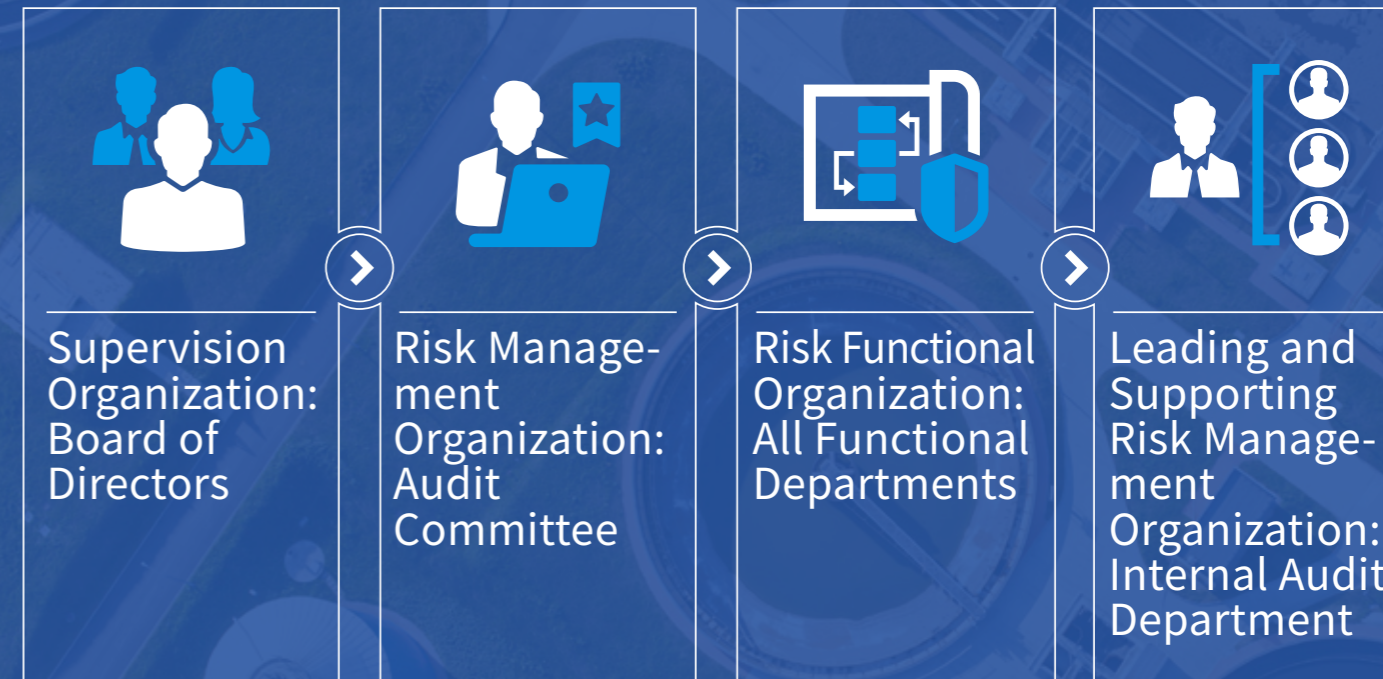 Supervision
Organization:
Board of
Directors
Risk Manage-
ment
Organization:
Audit
Committee
Risk Functional
Organization:
All Functional
Departments
Leading and
Supporting
Risk Manage-
ment
Organization:
Internal Audit
Department